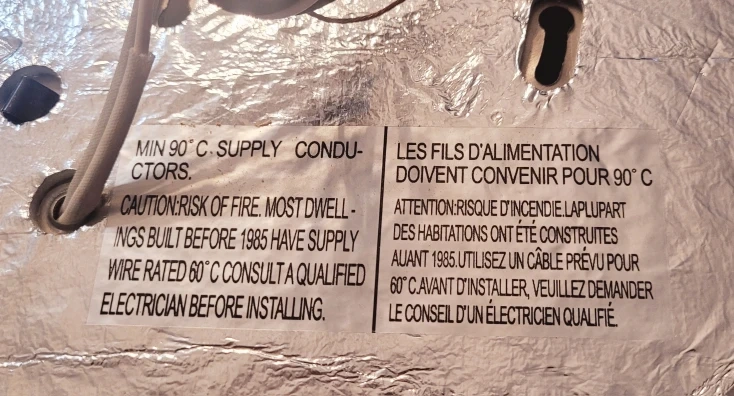 MIN 90°C. SUPPLY CONDU-
CTORS.
CAUTION:RISK OF FIRE. MOST DWELL-
INGS BUILT BEFORE 1985 HAVE SUPPLY
WIRE RATED 60°C CONSULT A QUALIFIED
ELECTRICIAN BEFORE INSTALLING.
LES FILS D'ALIMENTATION
DOIVENT CONVENIR POUR 90°C
ATTENTION:RISQUE D'INCENDIE.LAPLUPART
DES HABITATIONS ONT ÉTÉ CONSTRUITES
AUANT 1985.UTILISEZ UN CÂBLE PRÉVU POUR
60°C.AVANT D'INSTALLER, VEUILLEZ DEMANDER
LE CONSEIL D'UN ÉLECTRICIEN QUALIFIÉ.